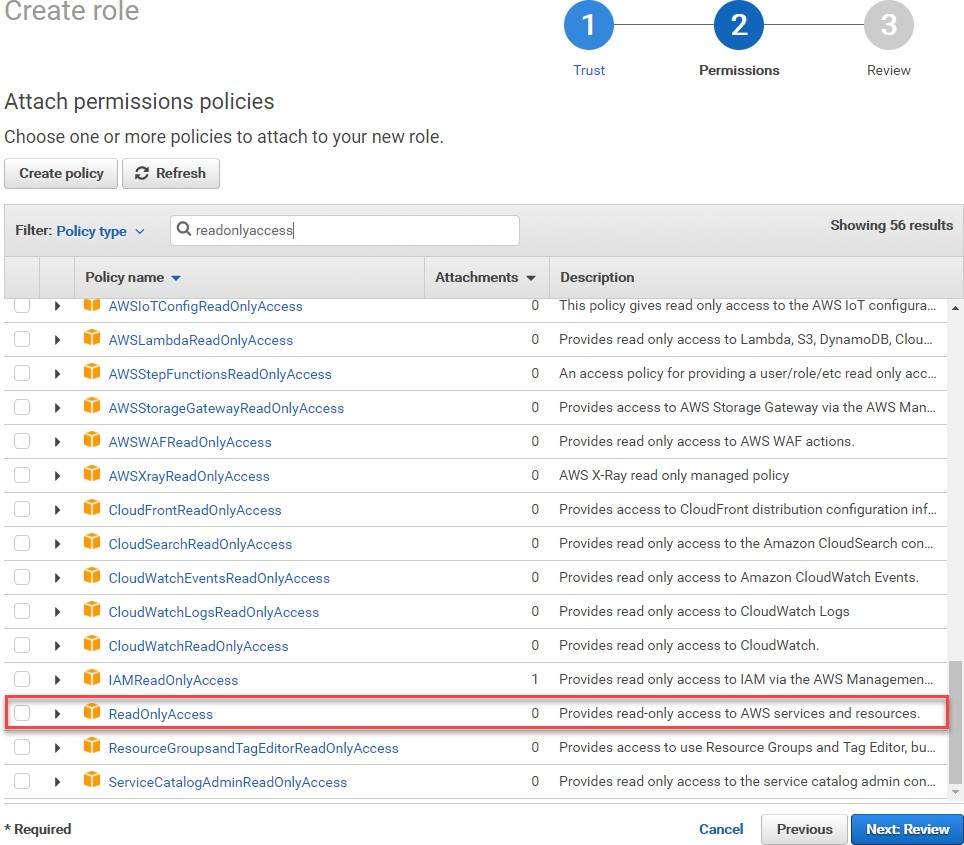 Create role
1
2
3
Trust
Permissions
Review
Attach permissions policies
Choose one or more policies to attach to your new role.
Create policy
Refresh
Filter: Policy type
readonlyaccess
Showing 56 results
Policy name
Attachments
Description
AWSIoTConfigReadOnlyAccess 0 This policy gives read only access to the AWS IoT configura...
AWSLambdaReadOnlyAccess 0 Provides read only access to Lambda, S3, DynamoDB, Clou...
AWSStepFunctionsReadOnlyAccess 0 An access policy for providing a user/role/etc read only acc...
AWSStorageGatewayReadOnlyAccess 0 Provides access to AWS Storage Gateway via the AWS Man...
AWSWAFReadOnlyAccess 0 Provides read only access to AWS WAF actions.
AWSXrayReadOnlyAccess 0 AWS X-Ray read only managed policy
CloudFrontReadOnlyAccess 0 Provides access to CloudFront distribution configuration inf...
CloudSearchReadOnlyAccess 0 Provides read only access to the Amazon CloudSearch con...
CloudWatchEventsReadOnlyAccess 0 Provides read only access to Amazon CloudWatch Events.
CloudWatchLogsReadOnlyAccess 0 Provides read only access to CloudWatch Logs
CloudWatchReadOnlyAccess 0 Provides read only access to CloudWatch.
IAMReadOnlyAccess 1 Provides read only access to IAM via the AWS Managemen...
ReadOnlyAccess 0 Provides read-only access to AWS services and resources.
ResourceGroupsandTagEditorReadOnlyAccess 0 Provides access to use Resource Groups and Tag Editor, bu...
ServiceCatalogAdminReadOnlyAccess 0 Provides read only access to the service catalog admin con...
* Required
Cancel
Previous
Next: Review